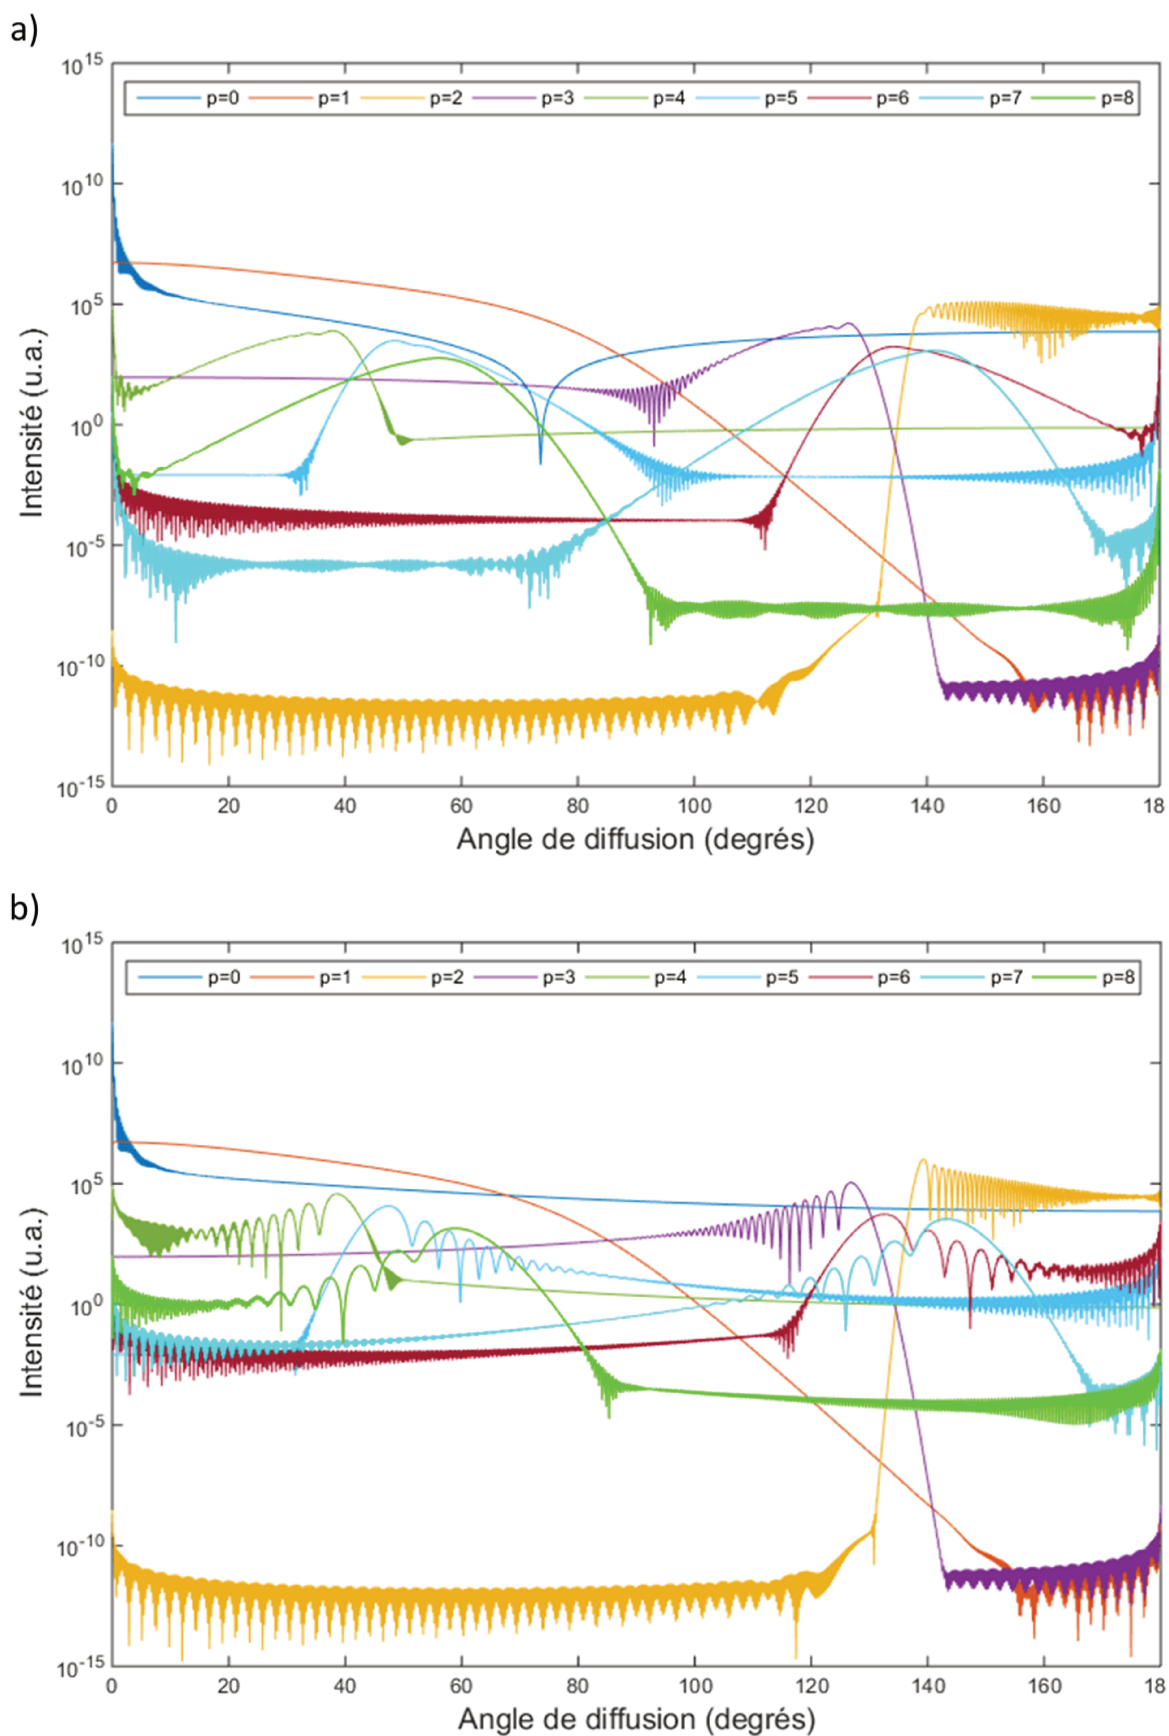 a)
10^15
p=0 p=1 p=2 p=3 p=4 p=5 p=6 p=7 p=8
10^10
10^5
10^0
10^-5
10^-10
10^-15
Intensité (u.a.)
0 20 40 60 80 100 120 140 160 18
Angle de diffusion (degrés)
b)
10^15
p=0 p=1 p=2 p=3 p=4 p=5 p=6 p=7 p=8
10^10
10^5
10^0
10^-5
10^-10
10^-15
Intensité (u.a.)
0 20 40 60 80 100 120 140 160 18
Angle de diffusion (degrés)